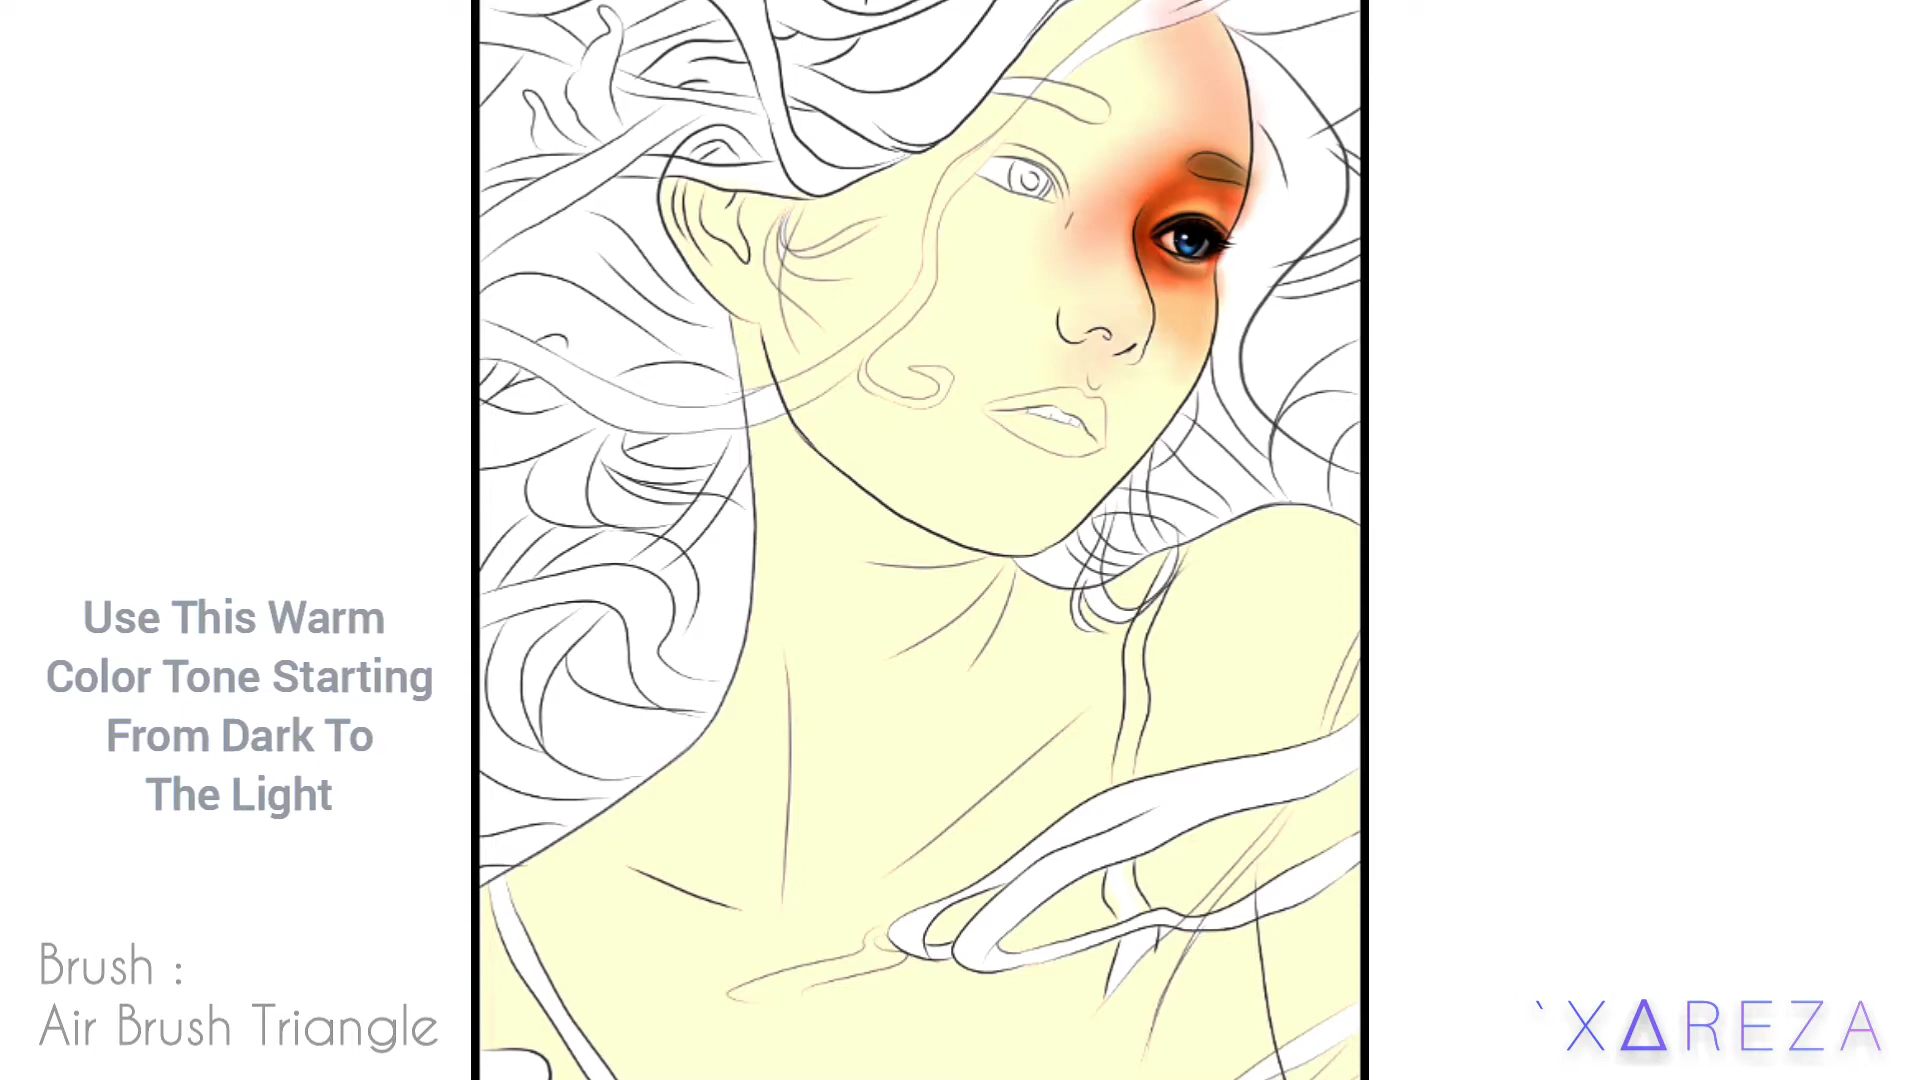 Use This Warm
Color Tone Starting
From Dark To
The Light
Brush :
Air Brush Triangle
`XΔREZA